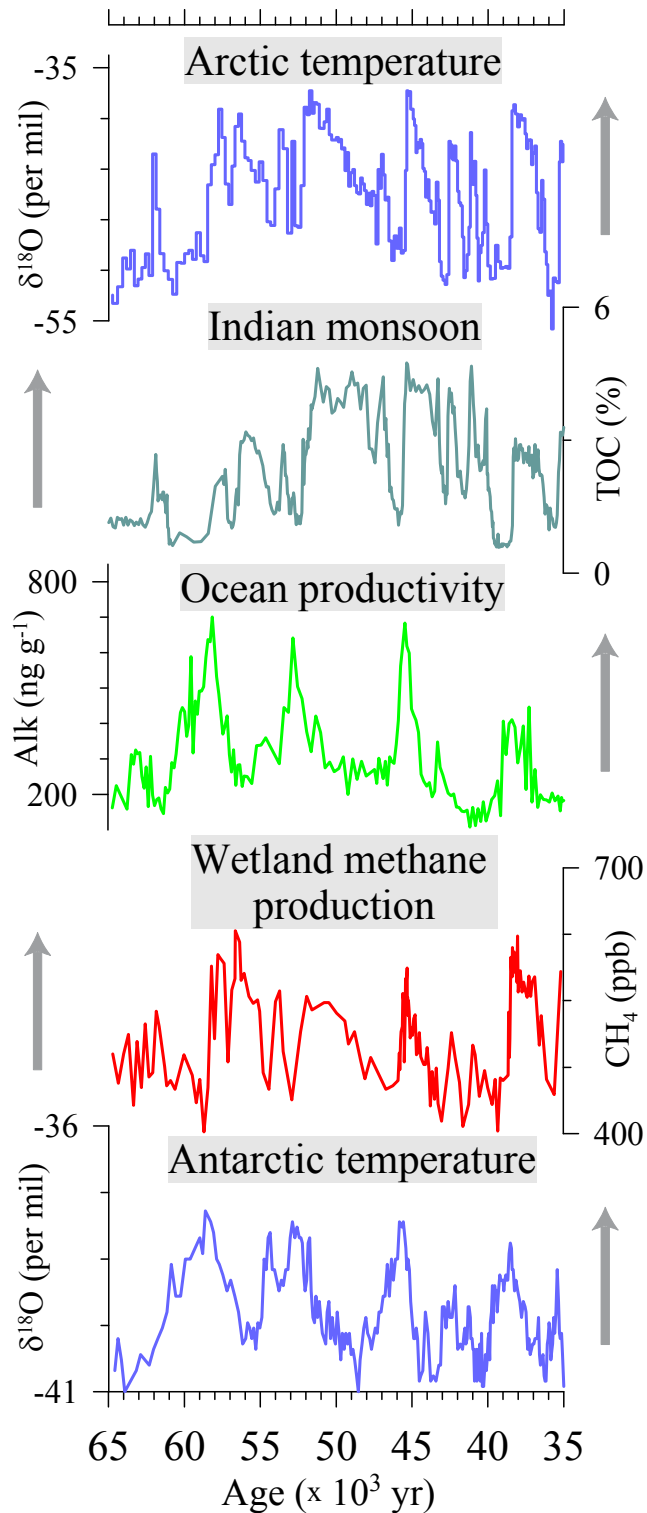 Arctic temperature
-35
δ¹⁸O (per mil)
-55
Indian monsoon
6
TOC (%)
0
Ocean productivity
800
Alk (ng g⁻¹)
200
Wetland methane
production
700
CH₄ (ppb)
400
Antarctic temperature
-36
δ¹⁸O (per mil)
-41
65 60 55 50 45 40 35
Age (x 10³ yr)